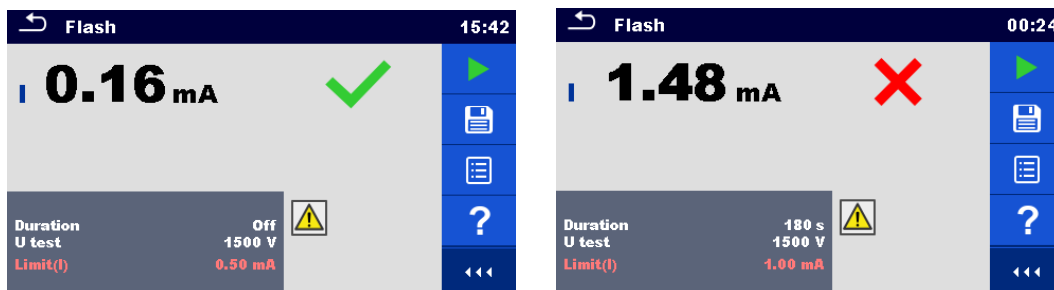 Flash 15:42
I 0.16 mA
Duration Off
U test 1500 V
Limit(I) 0.50 mA
?
Flash 00:24
I 1.48 mA
Duration 180 s
U test 1500 V
Limit(I) 1.00 mA
?